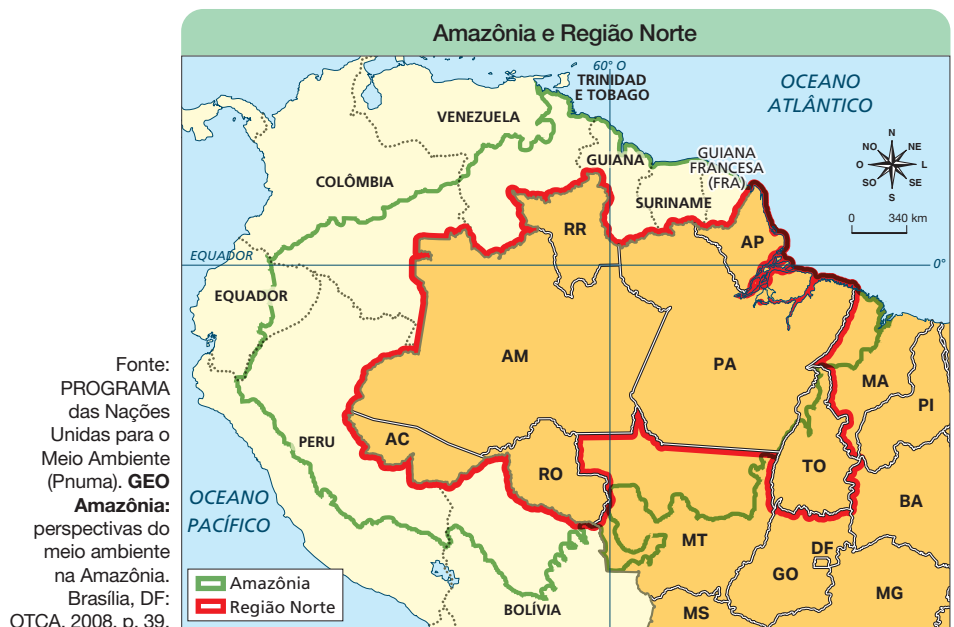 Amazônia e Região Norte
60° O
TRINIDAD
E TOBAGO
OCEANO
ATLÂNTICO
VENEZUELA
GUIANA
GUIANA
FRANCESA
(FRA)
SURINAME
COLÔMBIA
N
NO
NE
O
L
SO
SE
S
0
340 km
RR
AP
EQUADOR
0°
EQUADOR
AM
PA
MA
PI
PERU
AC
RO
TO
BA
OCEANO
PACÍFICO
MT
DF
GO
MG
MS
BOLÍVIA
Amazônia
Região Norte
Fonte:
PROGRAMA
das Nações
Unidas para o
Meio Ambiente
(Pnuma). GEO
Amazônia:
perspectivas do
meio ambiente
na Amazônia.
Brasília, DF:
OTCA, 2008. p. 39.